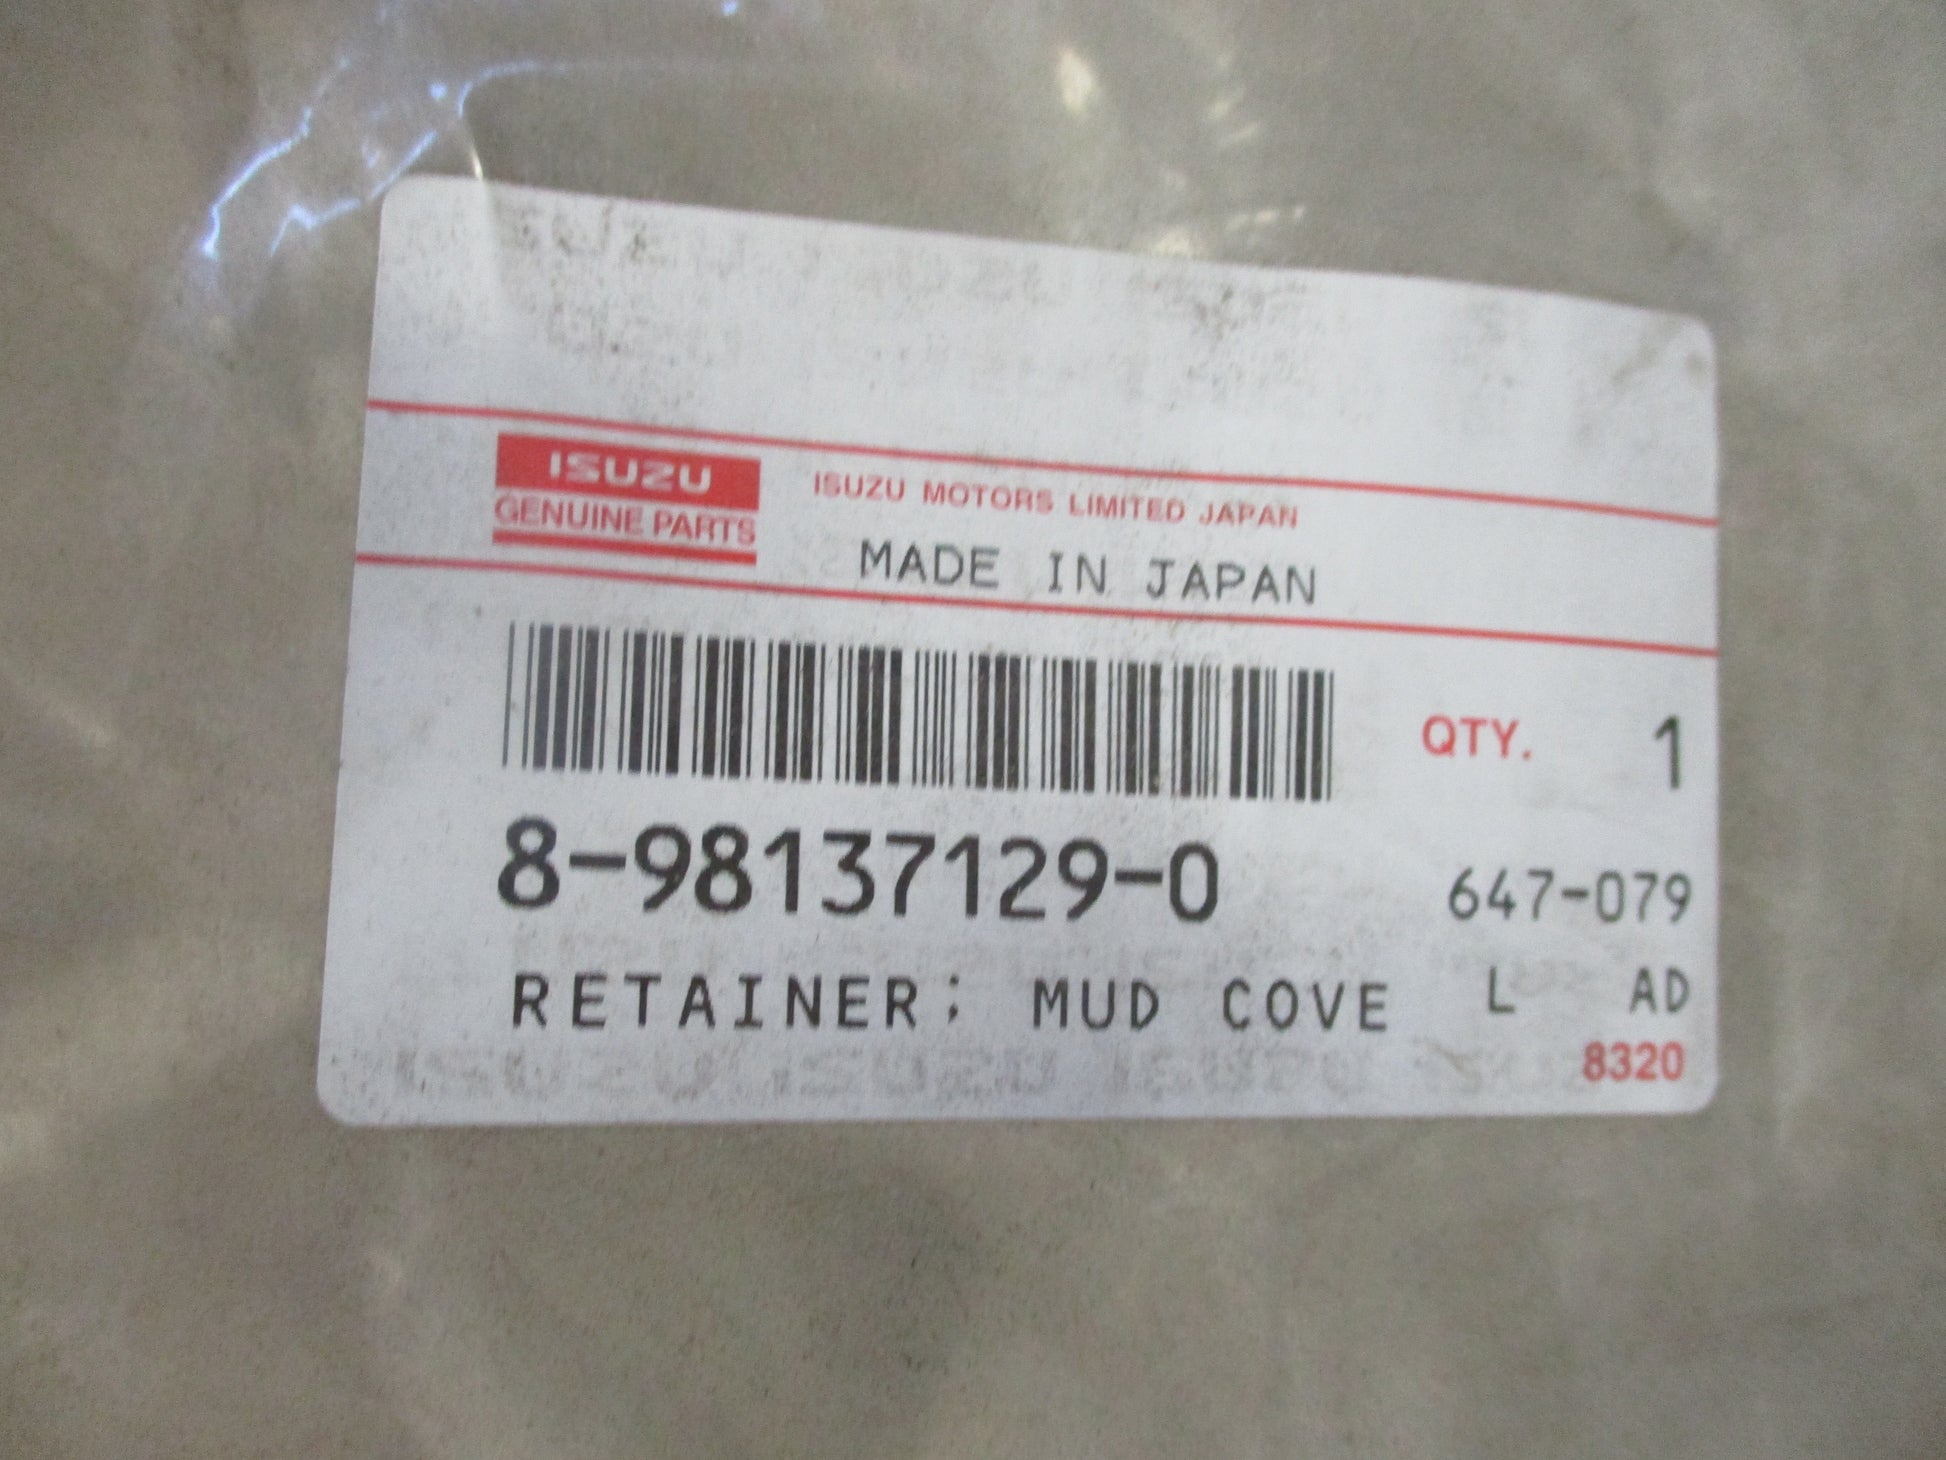 ISUZU
GENUINE PARTS
ISUZU MOTORS LIMITED JAPAN
MADE IN JAPAN
QTY. 1
8-98137129-0 647-079
RETAINER; MUD COVE L AD
8320